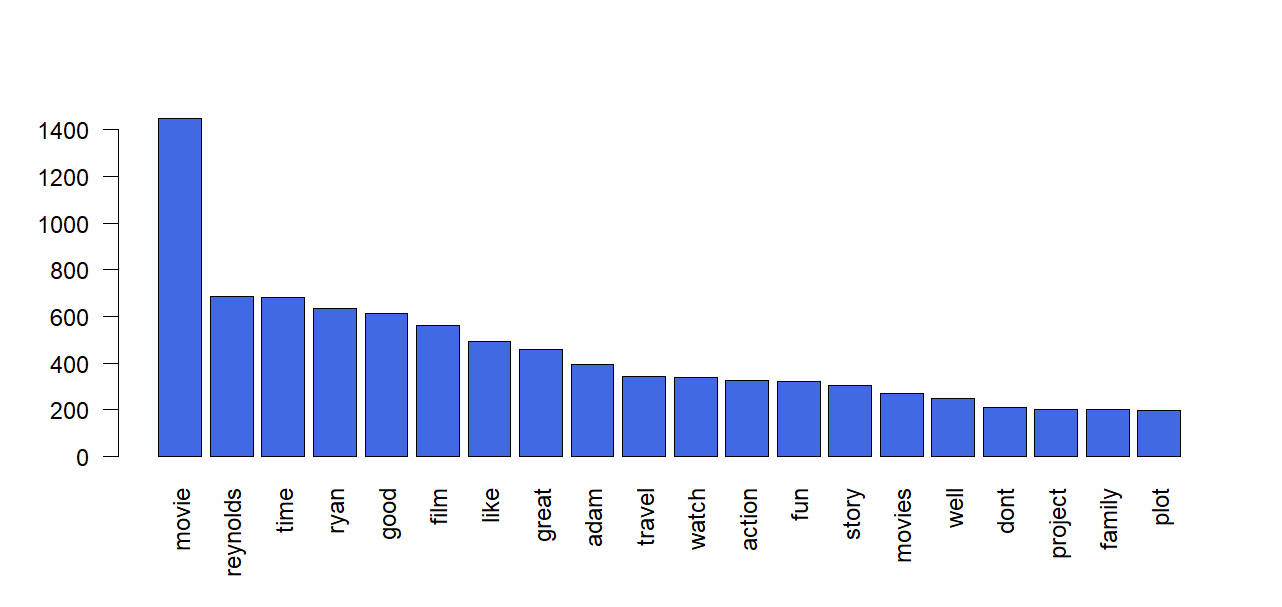 1400
1200
1000
800
600
400
200
0
movie
reynolds
time
ryan
good
film
like
great
adam
travel
watch
action
fun
story
movies
well
dont
project
family
plot